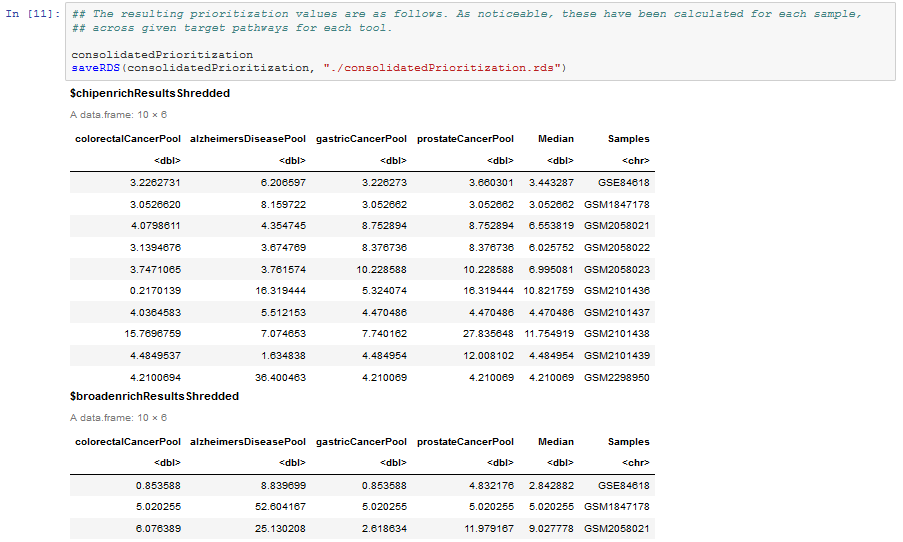 In [11]: ## The resulting prioritization values are as follows. As noticeable, these have been calculated for each sample,
## across given target pathways for each tool.
consolidatedPrioritization
saveRDS(consolidatedPrioritization, "./consolidatedPrioritization.rds")
$chipenrichResultsShredded
A data.frame: 10 × 6
colorectalCancerPool alzheimersDiseasePool gastricCancerPool prostateCancerPool Median Samples
<dbl> <dbl> <dbl> <dbl> <dbl> <chr>
3.2262731 6.206597 3.226273 3.660301 3.443287 GSE84618
3.0526620 8.159722 3.052662 3.052662 3.052662 GSM1847178
4.0798611 4.354745 8.752894 8.752894 6.553819 GSM2058021
3.1394676 3.674769 8.376736 8.376736 6.025752 GSM2058022
3.7471065 3.761574 10.228588 10.228588 6.995081 GSM2058023
0.2170139 16.319444 5.324074 16.319444 10.821759 GSM2101436
4.0364583 5.512153 4.470486 4.470486 4.470486 GSM2101437
15.7696759 7.074653 7.740162 27.835648 11.754919 GSM2101438
4.4849537 1.634838 4.484954 12.008102 4.484954 GSM2101439
4.2100694 36.400463 4.210069 4.210069 4.210069 GSM2298950
$broadenrichResultsShredded
A data.frame: 10 × 6
colorectalCancerPool alzheimersDiseasePool gastricCancerPool prostateCancerPool Median Samples
<dbl> <dbl> <dbl> <dbl> <dbl> <chr>
0.853588 8.839699 0.853588 4.832176 2.842882 GSE84618
5.020255 52.604167 5.020255 5.020255 5.020255 GSM1847178
6.076389 25.130208 2.618634 11.979167 9.027778 GSM2058021